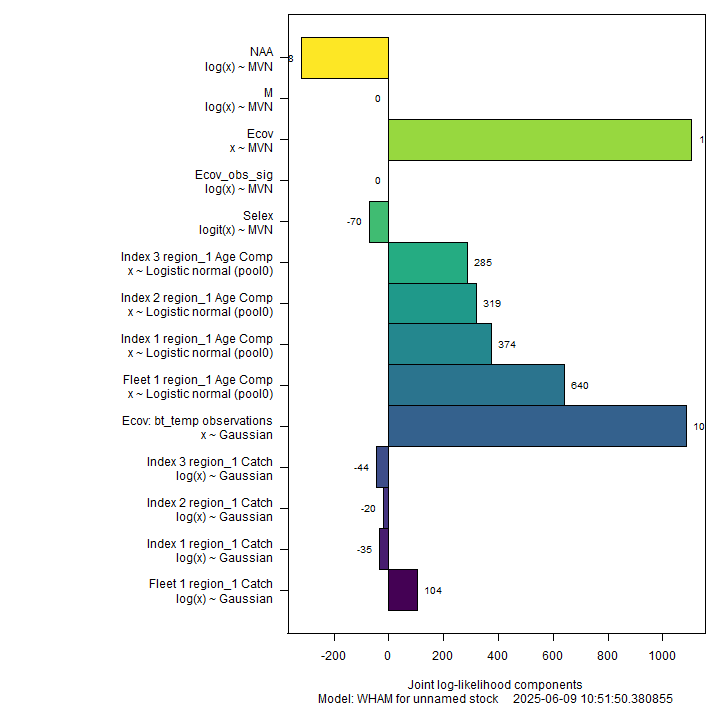 NAA
log(x) ~ MVN
8
M
log(x) ~ MVN
0
Ecov
x ~ MVN
1
Ecov_obs_sig
log(x) ~ MVN
0
Selex
logit(x) ~ MVN
-70
Index 3 region_1 Age Comp
x ~ Logistic normal (pool0)
285
Index 2 region_1 Age Comp
x ~ Logistic normal (pool0)
319
Index 1 region_1 Age Comp
x ~ Logistic normal (pool0)
374
Fleet 1 region_1 Age Comp
x ~ Logistic normal (pool0)
640
Ecov: bt_temp observations
x ~ Gaussian
10
Index 3 region_1 Catch
log(x) ~ Gaussian
-44
Index 2 region_1 Catch
log(x) ~ Gaussian
-20
Index 1 region_1 Catch
log(x) ~ Gaussian
-35
Fleet 1 region_1 Catch
log(x) ~ Gaussian
104
-200 0 200 400 600 800 1000
Joint log-likelihood components
Model: WHAM for unnamed stock 2025-06-09 10:51:50.380855